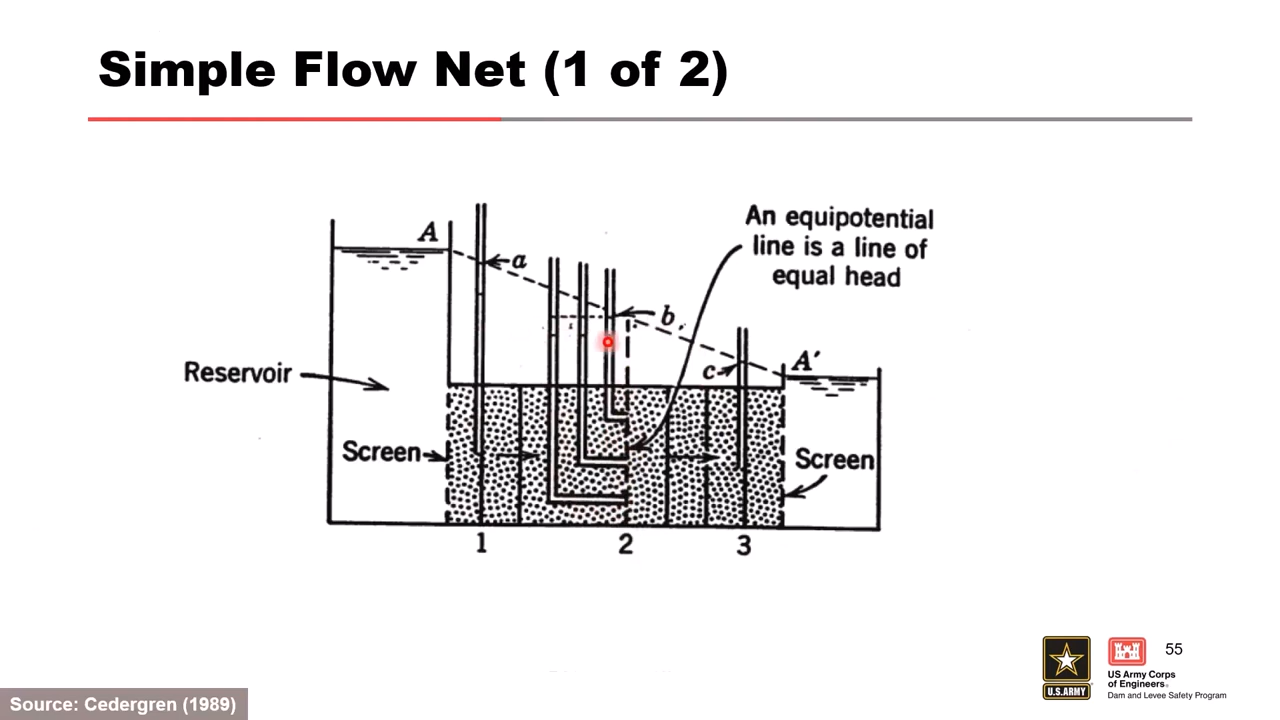 Simple Flow Net (1 of 2)
An equipotential
line is a line of
equal head
A
a
b
c
A'
Reservoir
Screen
Screen
1
2
3
55
U.S.ARMY
US Army Corps
of Engineers®
Dam and Levee Safety Program
Source: Cedergren (1989)